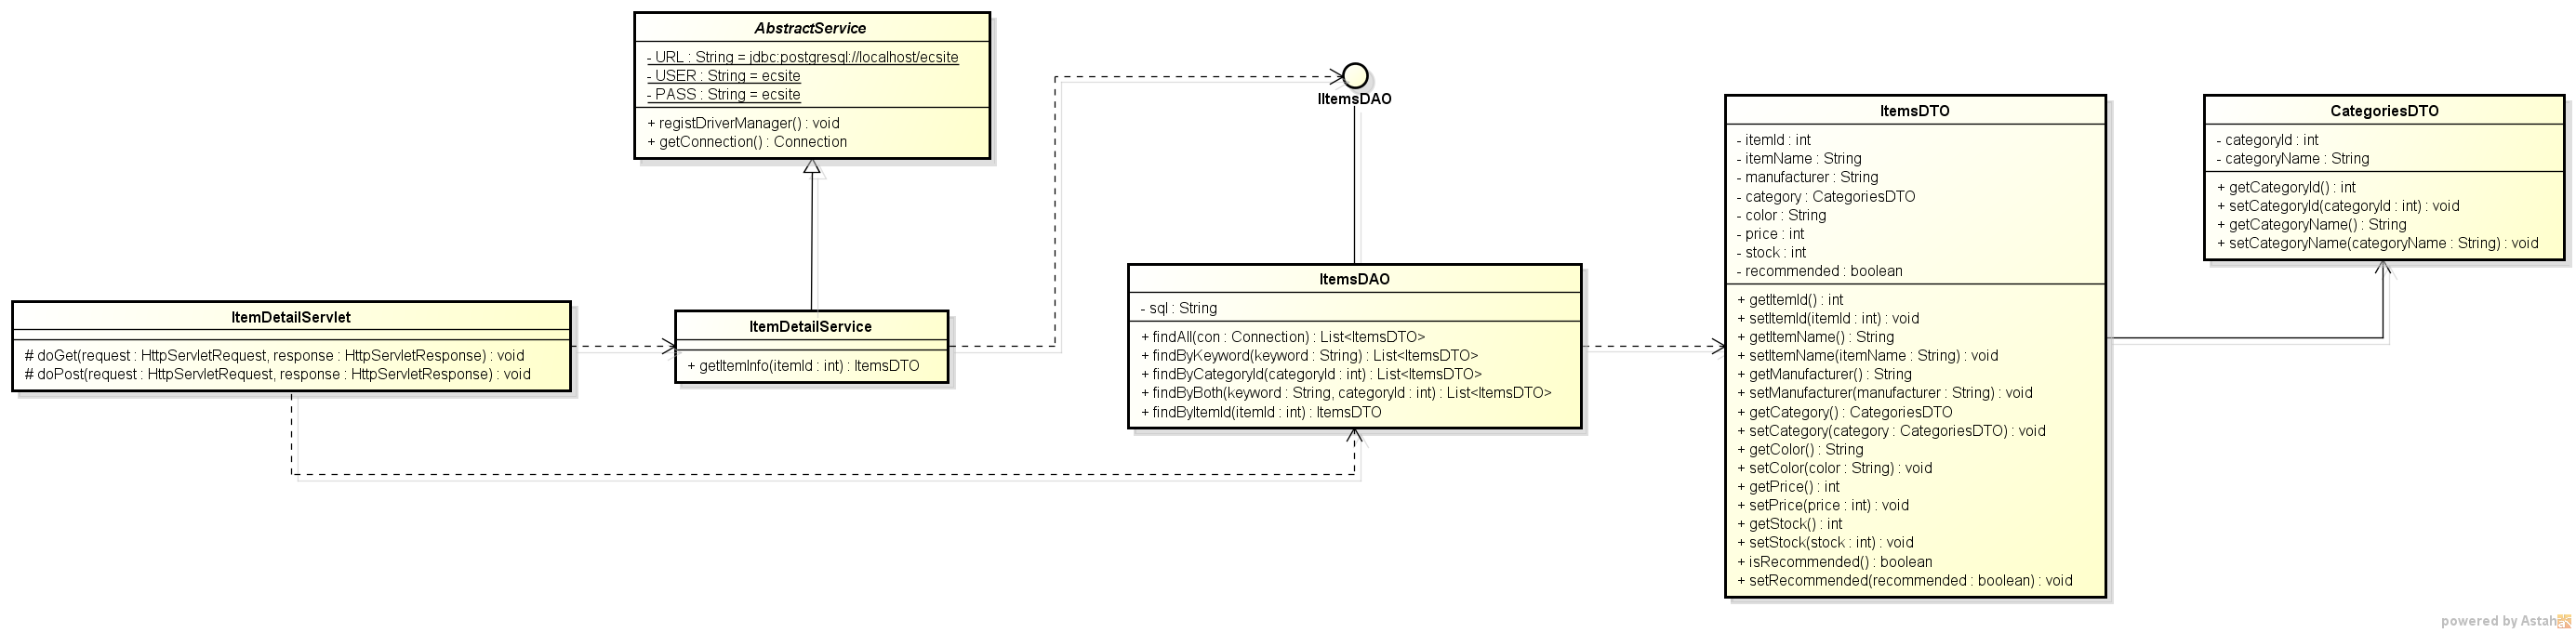 AbstractService
- URL : String = jdbc:postgresql://localhost/ecsite
- USER : String = ecsite
- PASS : String = ecsite
+ registDriverManager() : void
+ getConnection() : Connection
ItemDetailServlet
# doGet(request : HttpServletRequest, response : HttpServletResponse) : void
# doPost(request : HttpServletRequest, response : HttpServletResponse) : void
ItemDetailService
+ getItemInfo(itemId : int) : ItemsDTO
IItemsDAO
ItemsDAO
- sql : String
+ findAll(con : Connection) : List<ItemsDTO>
+ findByKeyword(keyword : String) : List<ItemsDTO>
+ findByCategoryId(categoryId : int) : List<ItemsDTO>
+ findByBoth(keyword : String, categoryId : int) : List<ItemsDTO>
+ findByItemId(itemId : int) : ItemsDTO
ItemsDTO
- itemId : int
- itemName : String
- manufacturer : String
- category : CategoriesDTO
- color : String
- price : int
- stock : int
- recommended : boolean
+ getItemId() : int
+ setItemId(itemId : int) : void
+ getItemName() : String
+ setItemName(itemName : String) : void
+ getManufacturer() : String
+ setManufacturer(manufacturer : String) : void
+ getCategory() : CategoriesDTO
+ setCategory(category : CategoriesDTO) : void
+ getColor() : String
+ setColor(color : String) : void
+ getPrice() : int
+ setPrice(price : int) : void
+ getStock() : int
+ setStock(stock : int) : void
+ isRecommended() : boolean
+ setRecommended(recommended : boolean) : void
CategoriesDTO
- categoryId : int
- categoryName : String
+ getCategoryId() : int
+ setCategoryId(categoryId : int) : void
+ getCategoryName() : String
+ setCategoryName(categoryName : String) : void
powered by Astah